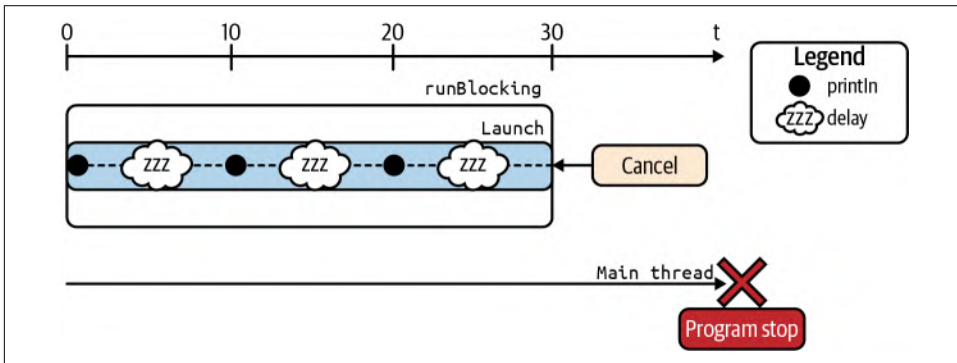 0 10 20 30 t
Legend
println
ZZZ delay
runBlocking
Launch
ZZZ ZZZ ZZZ
Cancel
Main thread
Program stop